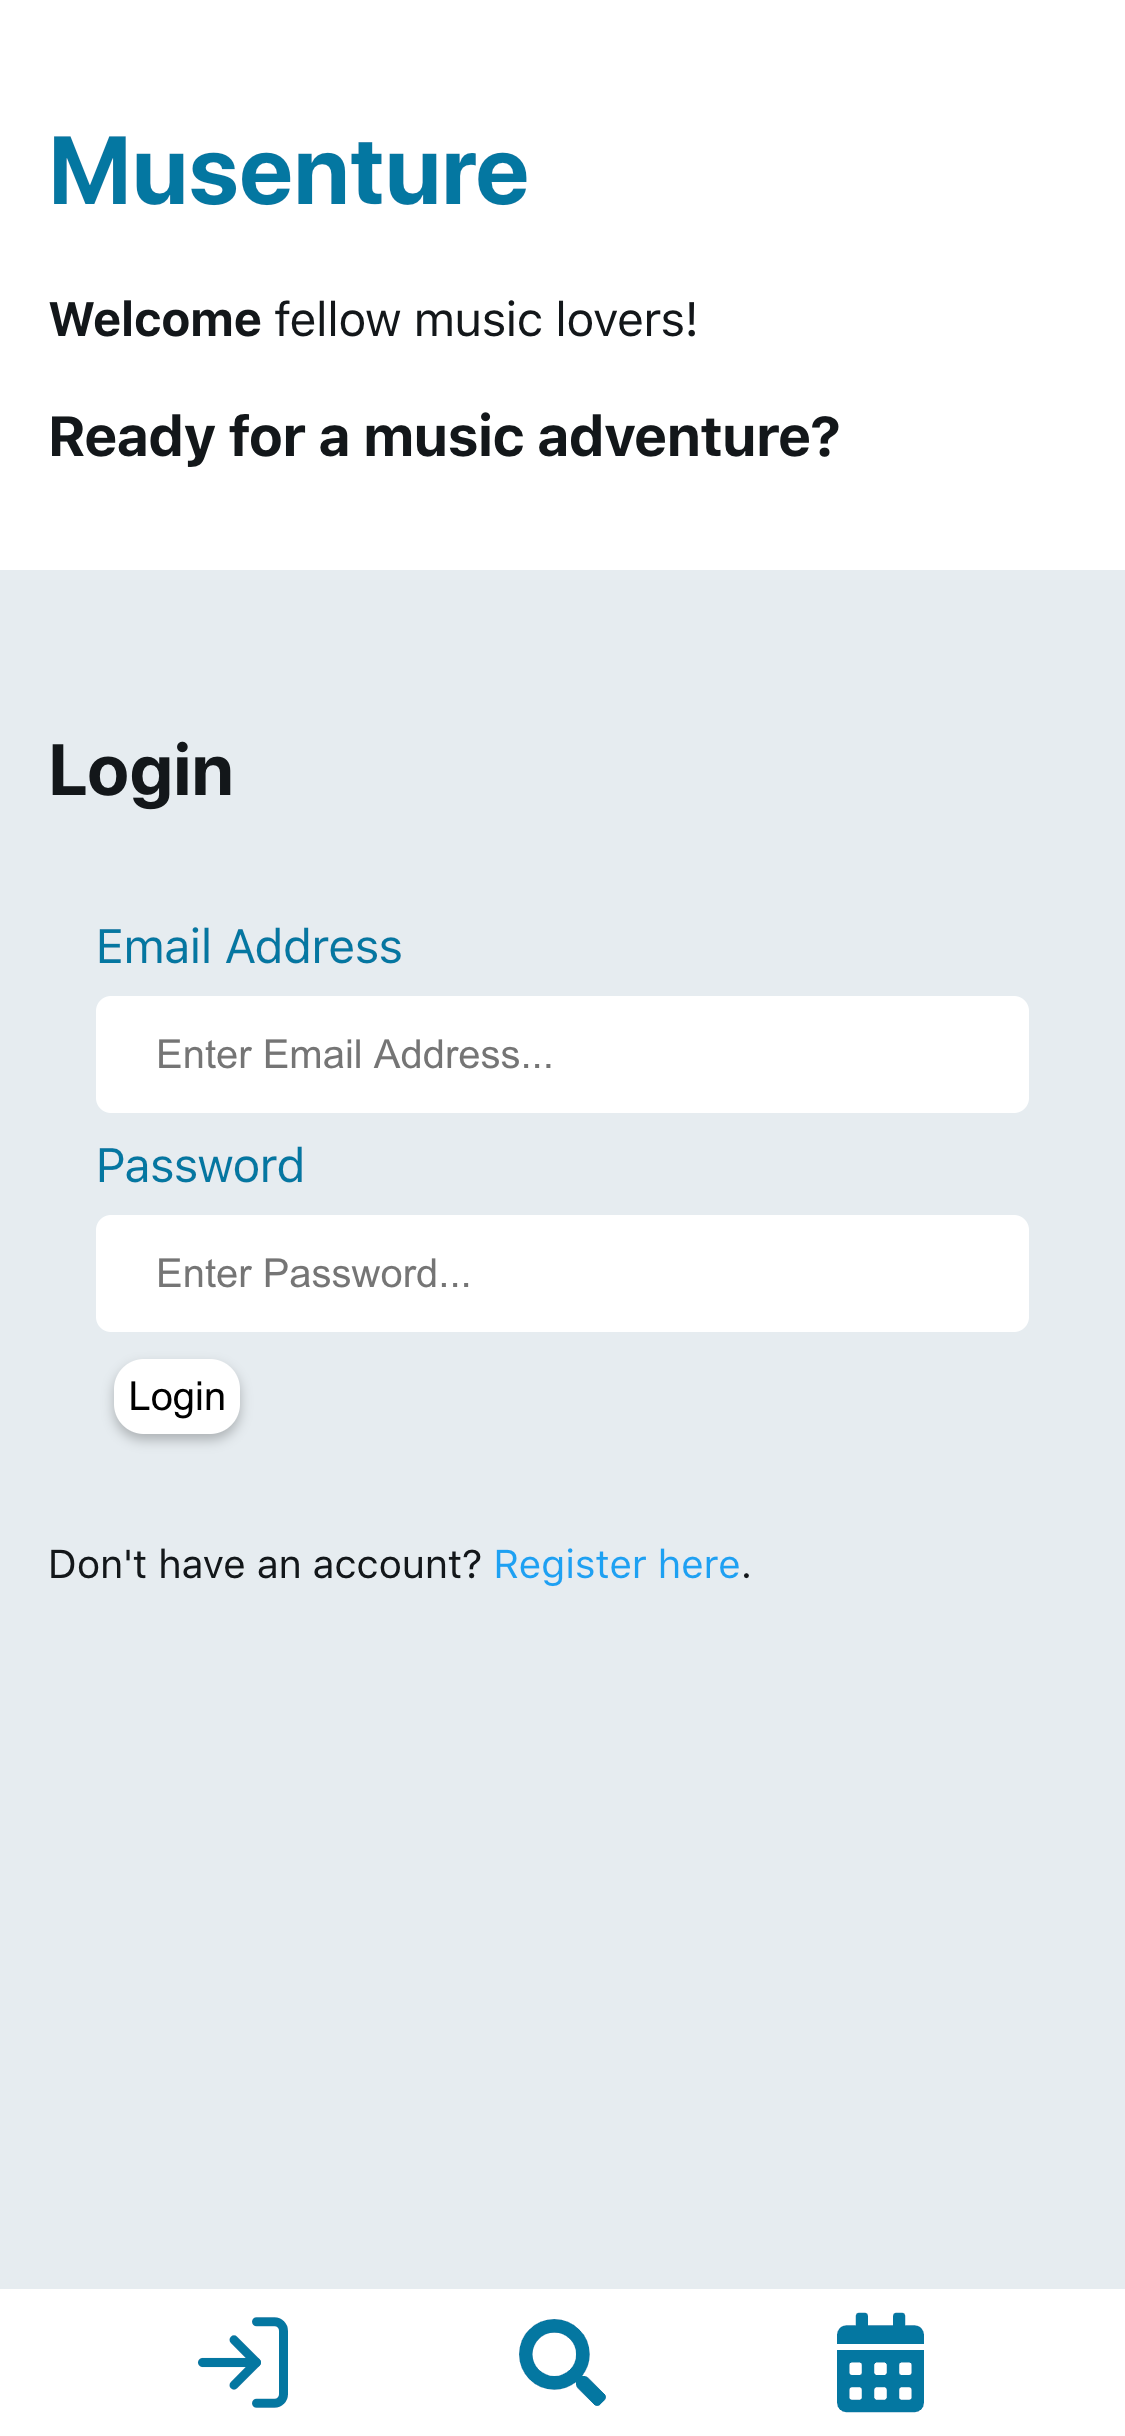 Musenture
Welcome fellow music lovers!
Ready for a music adventure?
Login
Email Address
Enter Email Address...
Password
Enter Password...
Login
Don't have an account? Register here.